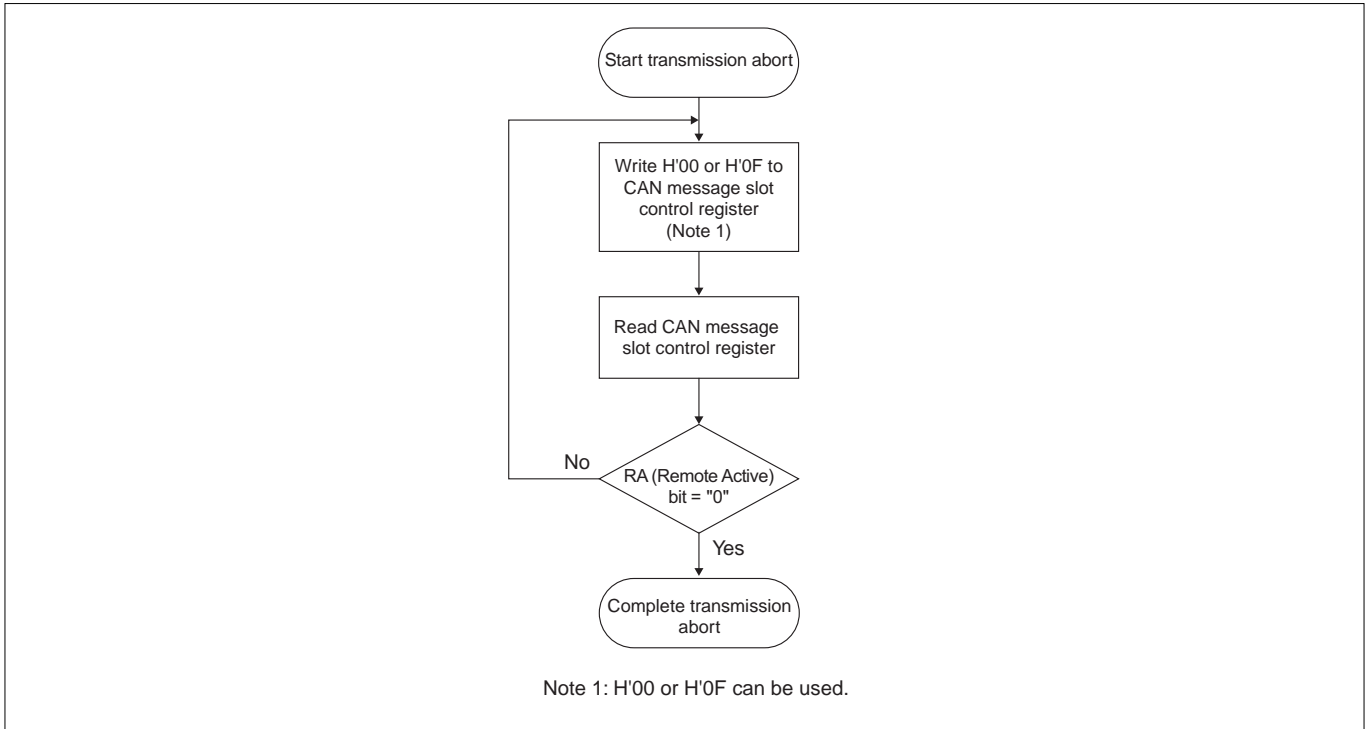 Start transmission abort
Write H'00 or H'0F to
CAN message slot
control register
(Note 1)
Read CAN message
slot control register
No
RA (Remote Active)
bit = "0"
Yes
Complete transmission
abort
Note 1: H'00 or H'0F can be used.